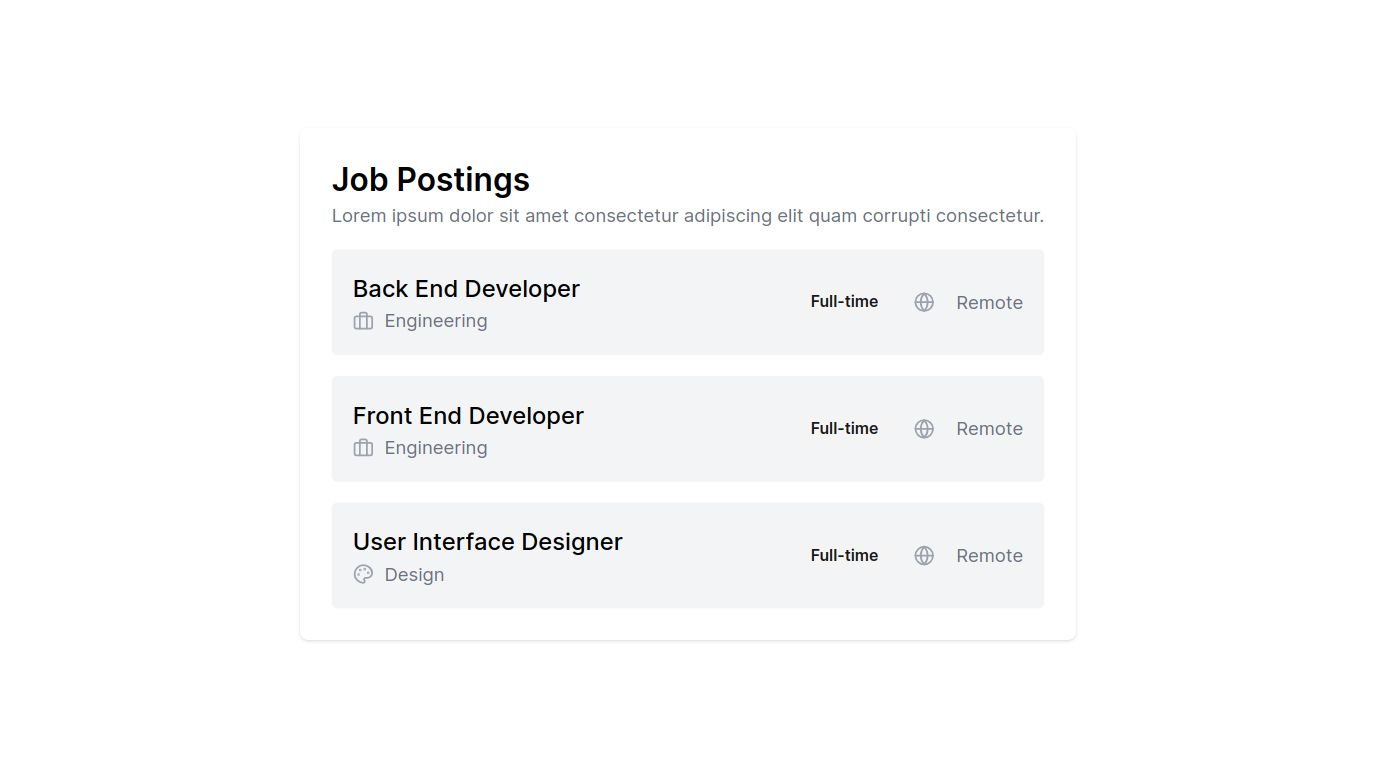 Job Postings
Lorem ipsum dolor sit amet consectetur adipiscing elit quam corrupti consectetur.
Back End Developer
Engineering
Full-time
Remote
Front End Developer
Engineering
Full-time
Remote
User Interface Designer
Design
Full-time
Remote